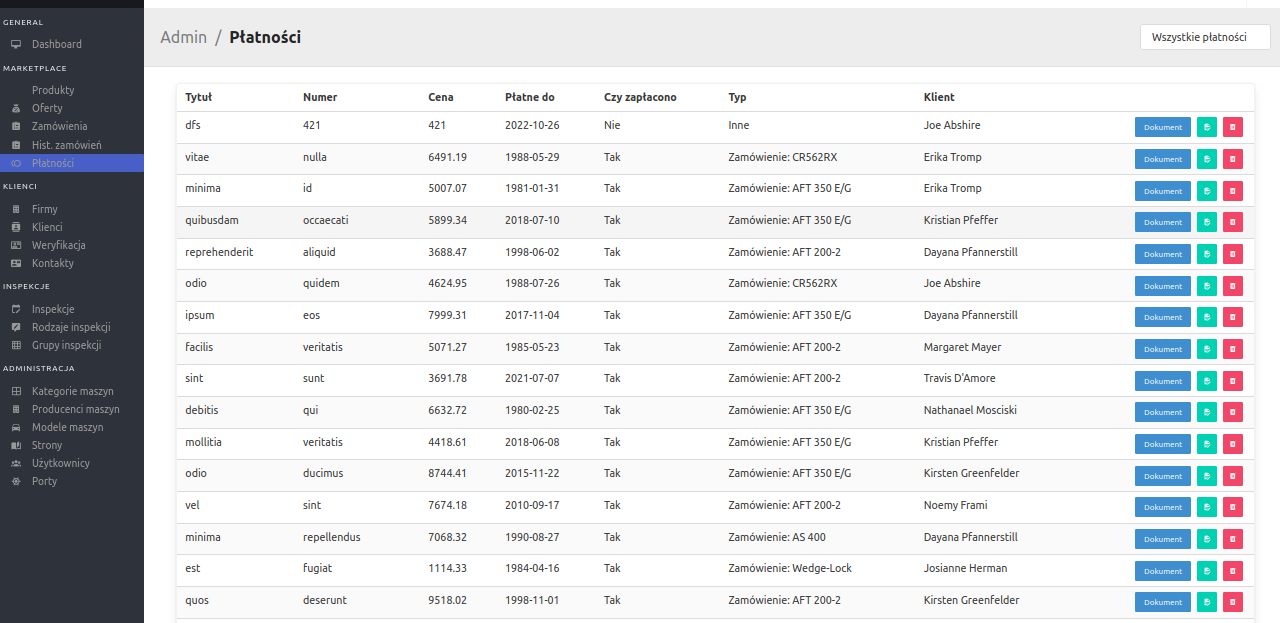 GENERAL
Dashboard
MARKETPLACE
Produkty
Oferty
Zamówienia
Hist. zamówień
Płatności
KLIENCI
Firmy
Klienci
Weryfikacja
Kontakty
INSPEKCJE
Inspekcje
Rodzaje inspekcji
Grupy inspekcji
ADMINISTRACJA
Kategorie maszyn
Producenci maszyn
Modele maszyn
Strony
Użytkownicy
Porty
Admin / Płatności
Wszystkie płatności
Tytuł Numer Cena Płatne do Czy zapłacono Typ Klient
dfs 421 421 2022-10-26 Nie Inne Joe Abshire Dokument
vitae nulla 6491.19 1988-05-29 Tak Zamówienie: CR562RX Erika Tromp Dokument
minima id 5007.07 1981-01-31 Tak Zamówienie: AFT 350 E/G Erika Tromp Dokument
quibusdam occaecati 5899.34 2018-07-10 Tak Zamówienie: AFT 350 E/G Kristian Pfeffer Dokument
reprehenderit aliquid 3688.47 1998-06-02 Tak Zamówienie: AFT 200-2 Dayana Pfannerstill Dokument
odio quidem 4624.95 1988-07-26 Tak Zamówienie: CR562RX Joe Abshire Dokument
ipsum eos 7999.31 2017-11-04 Tak Zamówienie: AFT 350 E/G Dayana Pfannerstill Dokument
facilis veritatis 5071.27 1985-05-23 Tak Zamówienie: AFT 200-2 Margaret Mayer Dokument
sint sunt 3691.78 2021-07-07 Tak Zamówienie: AFT 200-2 Travis D'Amore Dokument
debitis qui 6632.72 1980-02-25 Tak Zamówienie: AFT 350 E/G Nathanael Mosciski Dokument
mollitia veritatis 4418.61 2018-06-08 Tak Zamówienie: AFT 350 E/G Kristian Pfeffer Dokument
odio ducimus 8744.41 2015-11-22 Tak Zamówienie: AFT 350 E/G Kirsten Greenfelder Dokument
vel sint 7674.18 2010-09-17 Tak Zamówienie: AFT 200-2 Noemy Frami Dokument
minima repellendus 7068.32 1990-08-27 Tak Zamówienie: AS 400 Dayana Pfannerstill Dokument
est fugiat 1114.33 1984-04-16 Tak Zamówienie: Wedge-Lock Josianne Herman Dokument
quos deserunt 9518.02 1998-11-01 Tak Zamówienie: AFT 200-2 Kirsten Greenfelder Dokument